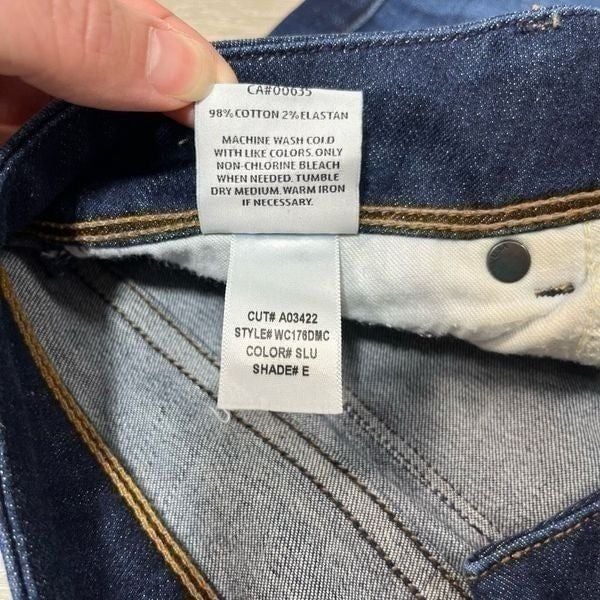 CA#00635
98% COTTON 2% ELASTAN
MACHINE WASH COLD
WITH LIKE COLORS. ONLY
NON-CHLORINE BLEACH
WHEN NEEDED. TUMBLE
DRY MEDIUM. WARM IRON
IF NECESSARY.
CUT# A03422
STYLE# WC176DMC
COLOR# SLU
SHADE# E